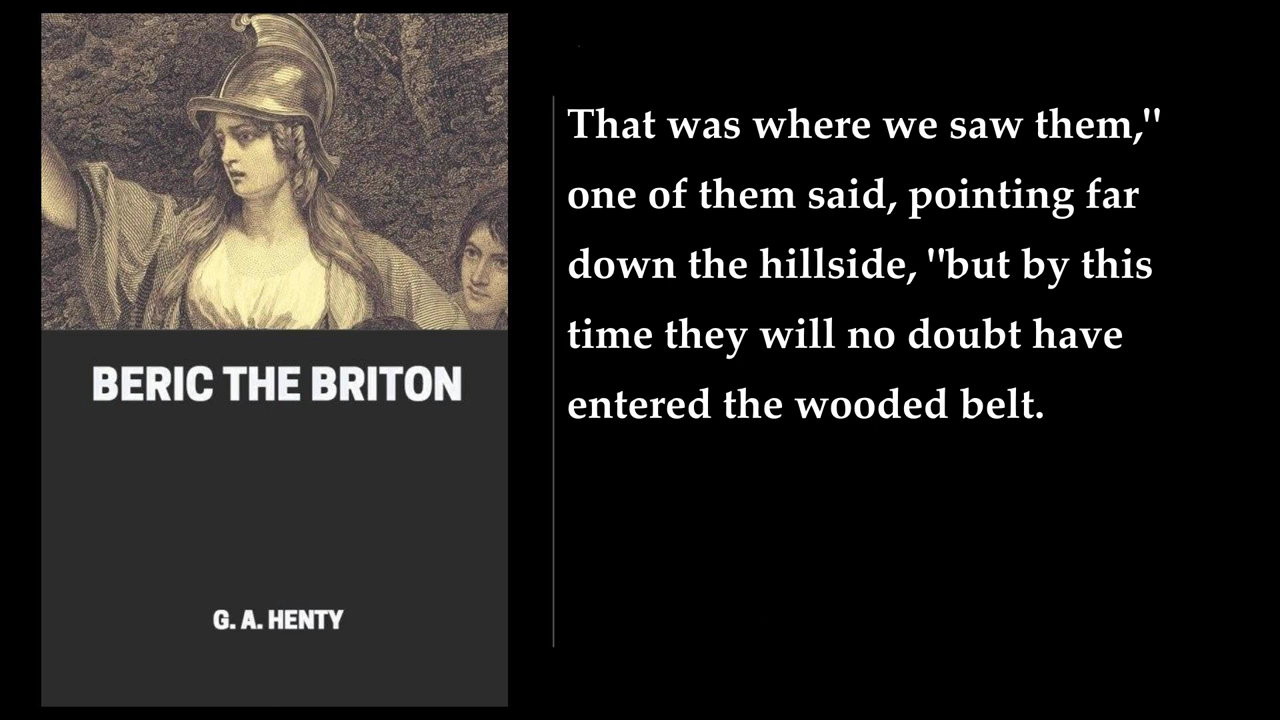 BERIC THE BRITON
G. A. HENTY
That was where we saw them,"
one of them said, pointing far
down the hillside, "but by this
time they will no doubt have
entered the wooded belt.